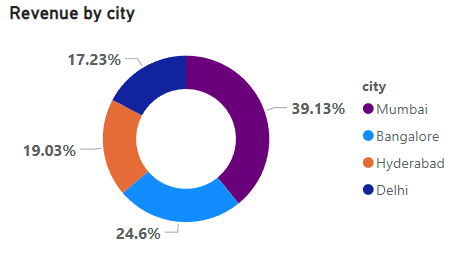 Revenue by city
17.23%
39.13%
19.03%
24.6%
city
Mumbai
Bangalore
Hyderabad
Delhi